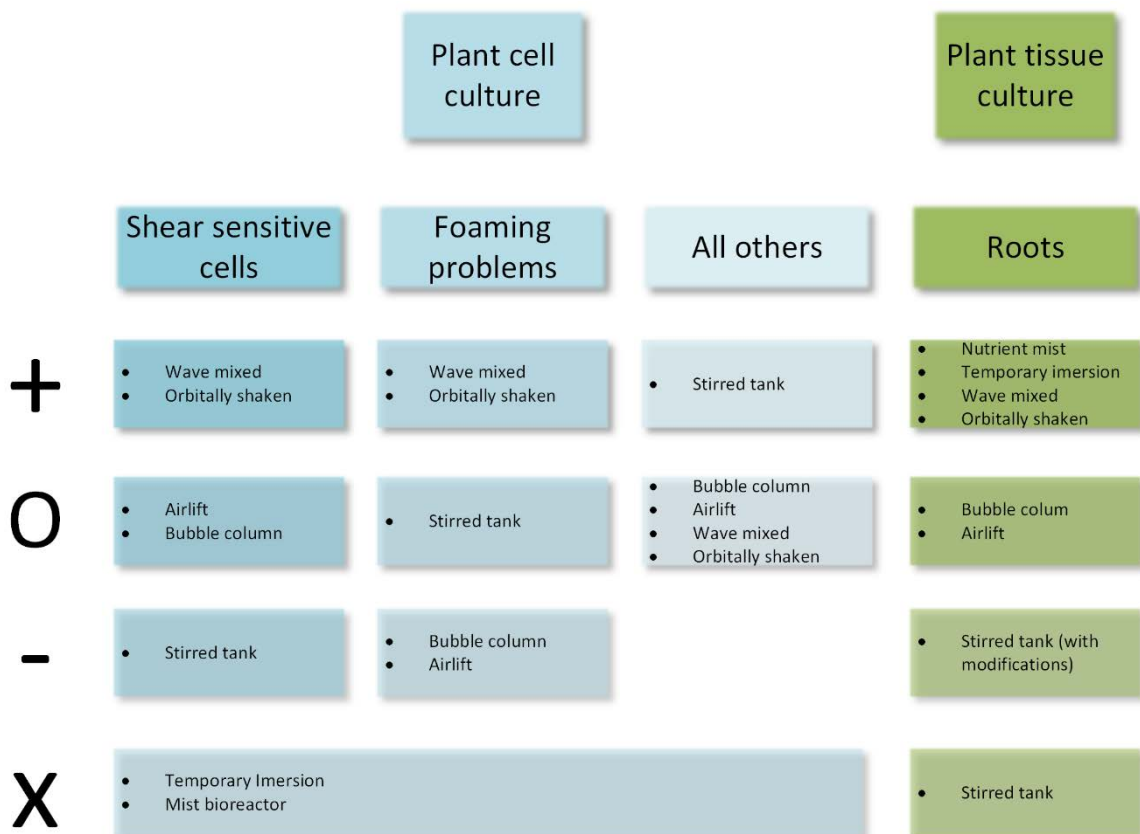 Plant cell
culture
Plant tissue
culture
Shear sensitive
cells
Foaming
problems
All others
Roots
+
• Wave mixed
• Orbitally shaken
• Wave mixed
• Orbitally shaken
• Stirred tank
• Nutrient mist
• Temporary imersion
• Wave mixed
• Orbitally shaken
O
• Airlift
• Bubble column
• Stirred tank
• Bubble column
• Airlift
• Wave mixed
• Orbitally shaken
• Bubble colum
• Airlift
-
• Stirred tank
• Bubble column
• Airlift
• Stirred tank (with
modifications)
X
• Temporary Imersion
• Mist bioreactor
• Stirred tank